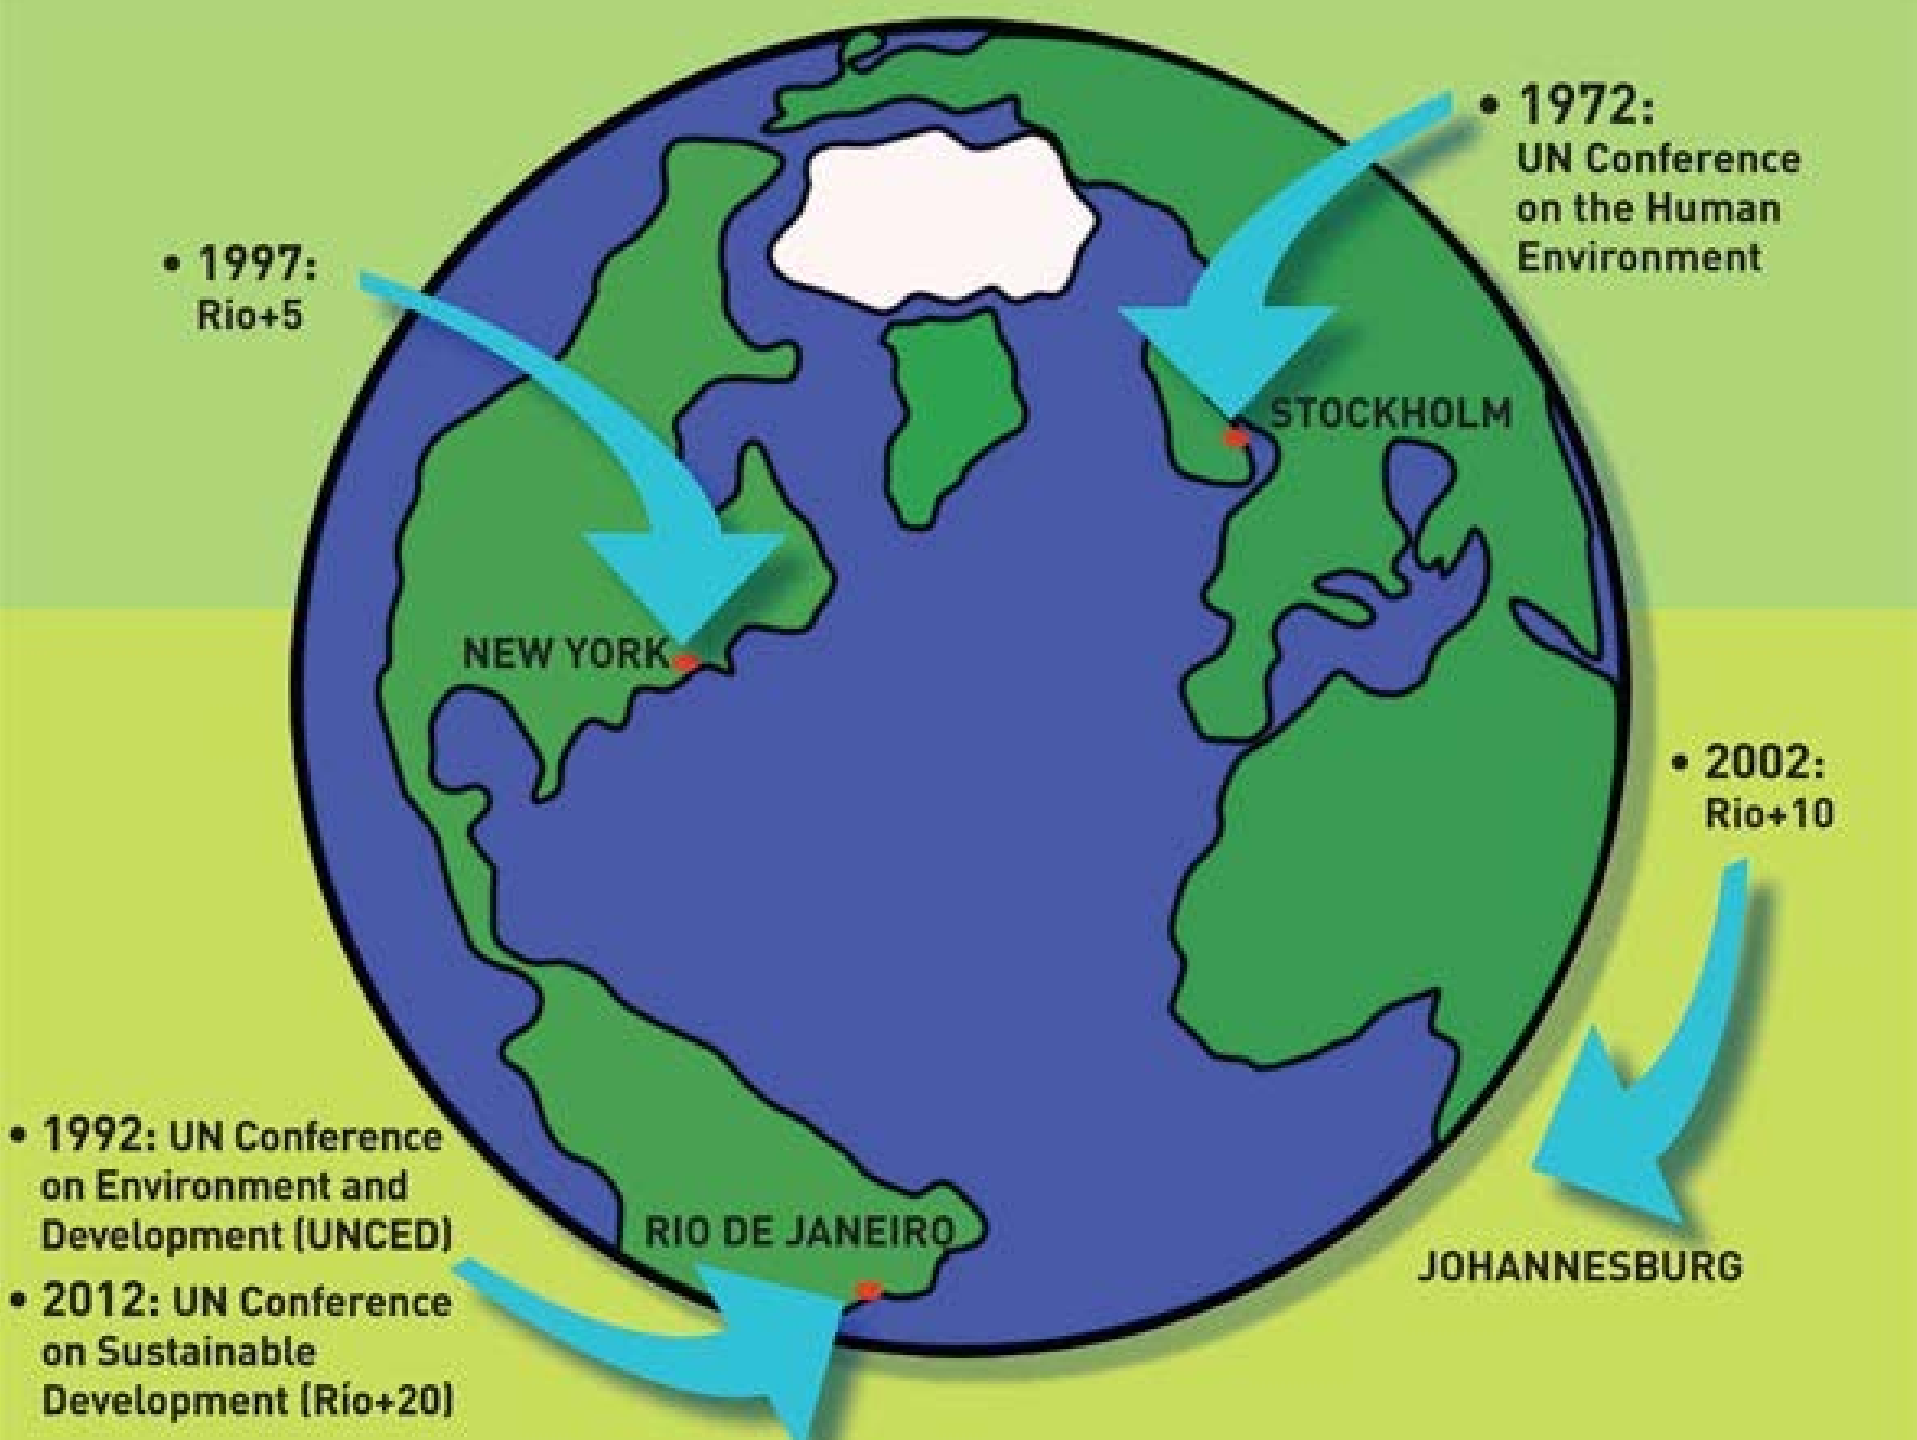 • 1972:
UN Conference
on the Human
Environment
• 1997:
Rio+5
STOCKHOLM
NEW YORK
• 2002:
Rio+10
• 1992: UN Conference
on Environment and
Development (UNCED)
RIO DE JANEIRO
JOHANNESBURG
• 2012: UN Conference
on Sustainable
Development (Rio+20)